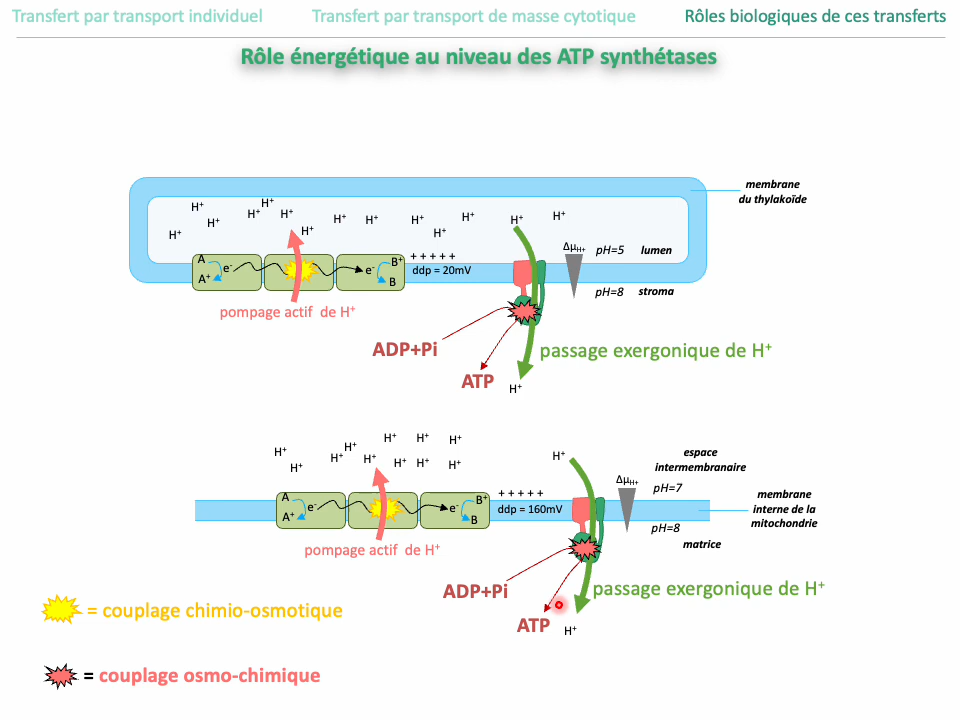 Transfert par transport individuel
Transfert par transport de masse cytotique
Rôles biologiques de ces transferts
Rôle énergétique au niveau des ATP synthétases
membrane
du thylakoïde
H⁺
H⁺
H⁺
H⁺
H⁺
H⁺
H⁺
H⁺
H⁺
H⁺
H⁺
H⁺
H⁺
H⁺
A
A⁺
e⁻
e⁻
B⁺
B
+ + + + +
ddp = 20mV
ΔμH+
pH=5
lumen
pH=8
stroma
pompage actif de H⁺
ADP+Pi
passage exergonique de H⁺
ATP
H⁺
H⁺
H⁺
H⁺
H⁺
H⁺
H⁺
H⁺
H⁺
H⁺
H⁺
H⁺
H⁺
espace
intermembranaire
ΔμH+
pH=7
A
A⁺
e⁻
e⁻
B⁺
B
+ + + + +
ddp = 160mV
membrane
interne de la
mitochondrie
pH=8
matrice
pompage actif de H⁺
ADP+Pi
passage exergonique de H⁺
ATP
H⁺
= couplage chimio-osmotique
= couplage osmo-chimique